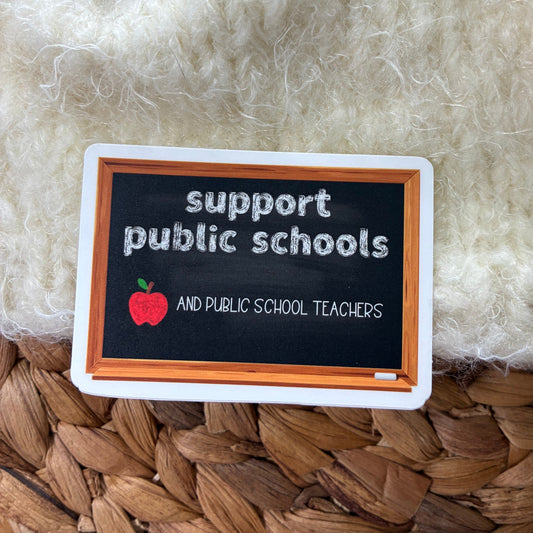 support
public schools
AND PUBLIC SCHOOL TEACHERS